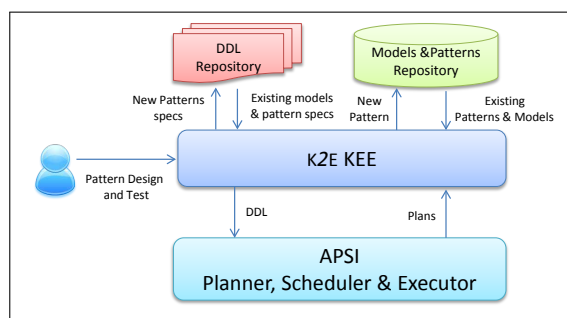 DDL
Repository
Models &Patterns
Repository
New Patterns
specs
Existing models
& pattern specs
New
Pattern
Existing
Patterns & Models
K2E KEE
Pattern Design
and Test
DDL
Plans
APSI
Planner, Scheduler & Executor